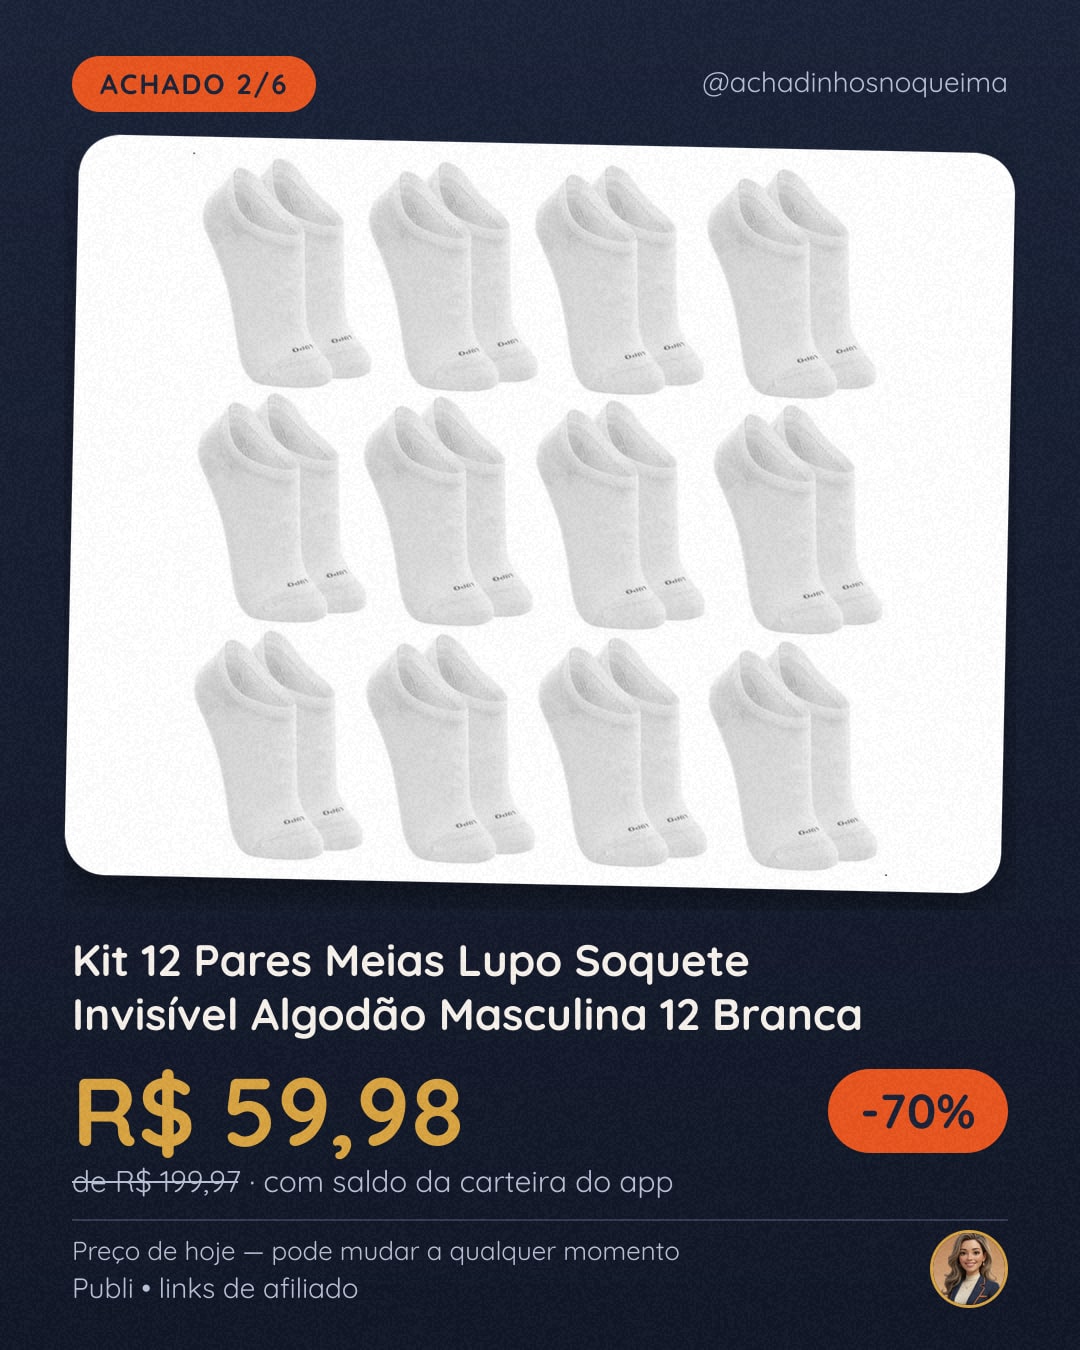 ACHADO 2/6
@achadinhosnoqueima
Kit 12 Pares Meias Lupo Soquete
Invisível Algodão Masculina 12 Branca
R$ 59,98
-70%
de R$ 199,97 · com saldo da carteira do app
Preço de hoje — pode mudar a qualquer momento
Publi • links de afiliado